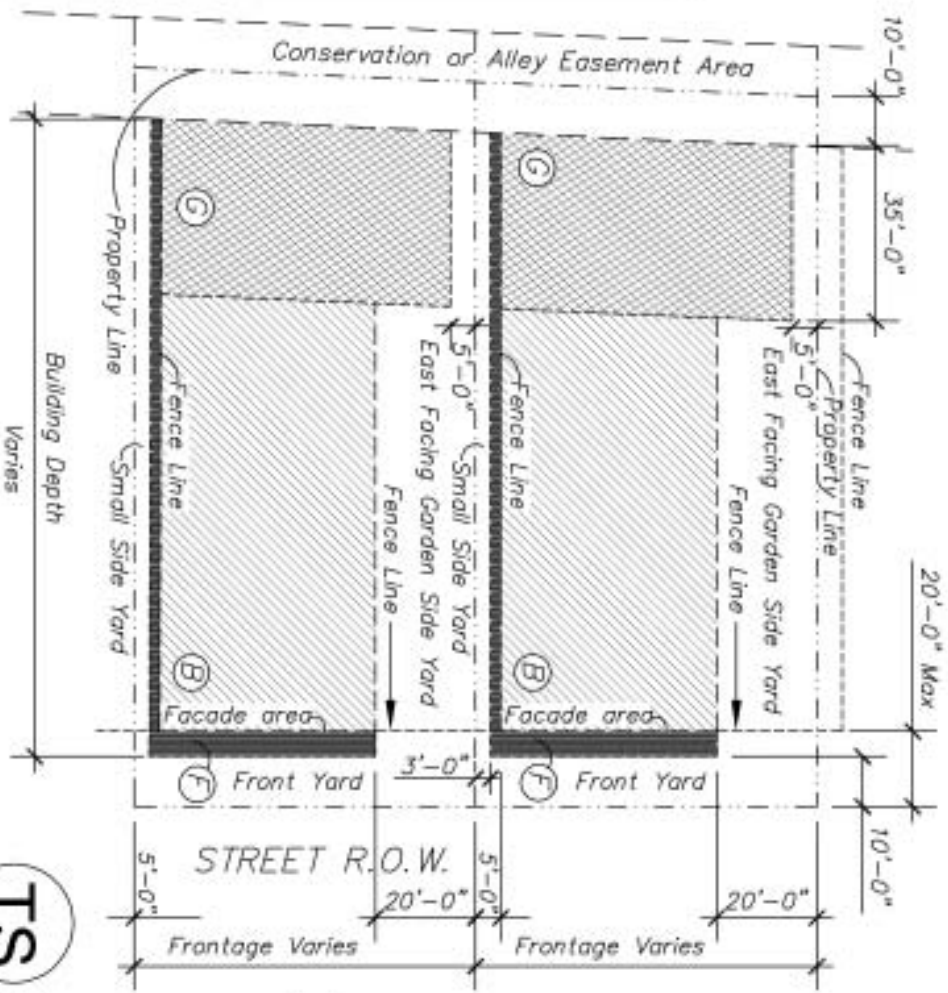 10'-0"
Conservation or Alley Easement Area
35'-0"
G
G
Property Line
Fence Line
Small Side Yard
5'-0"
East Facing Garden Side Yard
Small Side Yard
Fence Line
Fence Line
5'-0"
East Facing Garden Side Yard
Fence Line
Property Line
Fence Line
Building Depth
Varies
20'-0" Max
B
B
Facade area
Facade area
3'-0"
F
Front Yard
F
Front Yard
10'-0"
STREET R.O.W.
5'-0"
20'-0"
5'-0"
20'-0"
Frontage Varies
Frontage Varies
TS